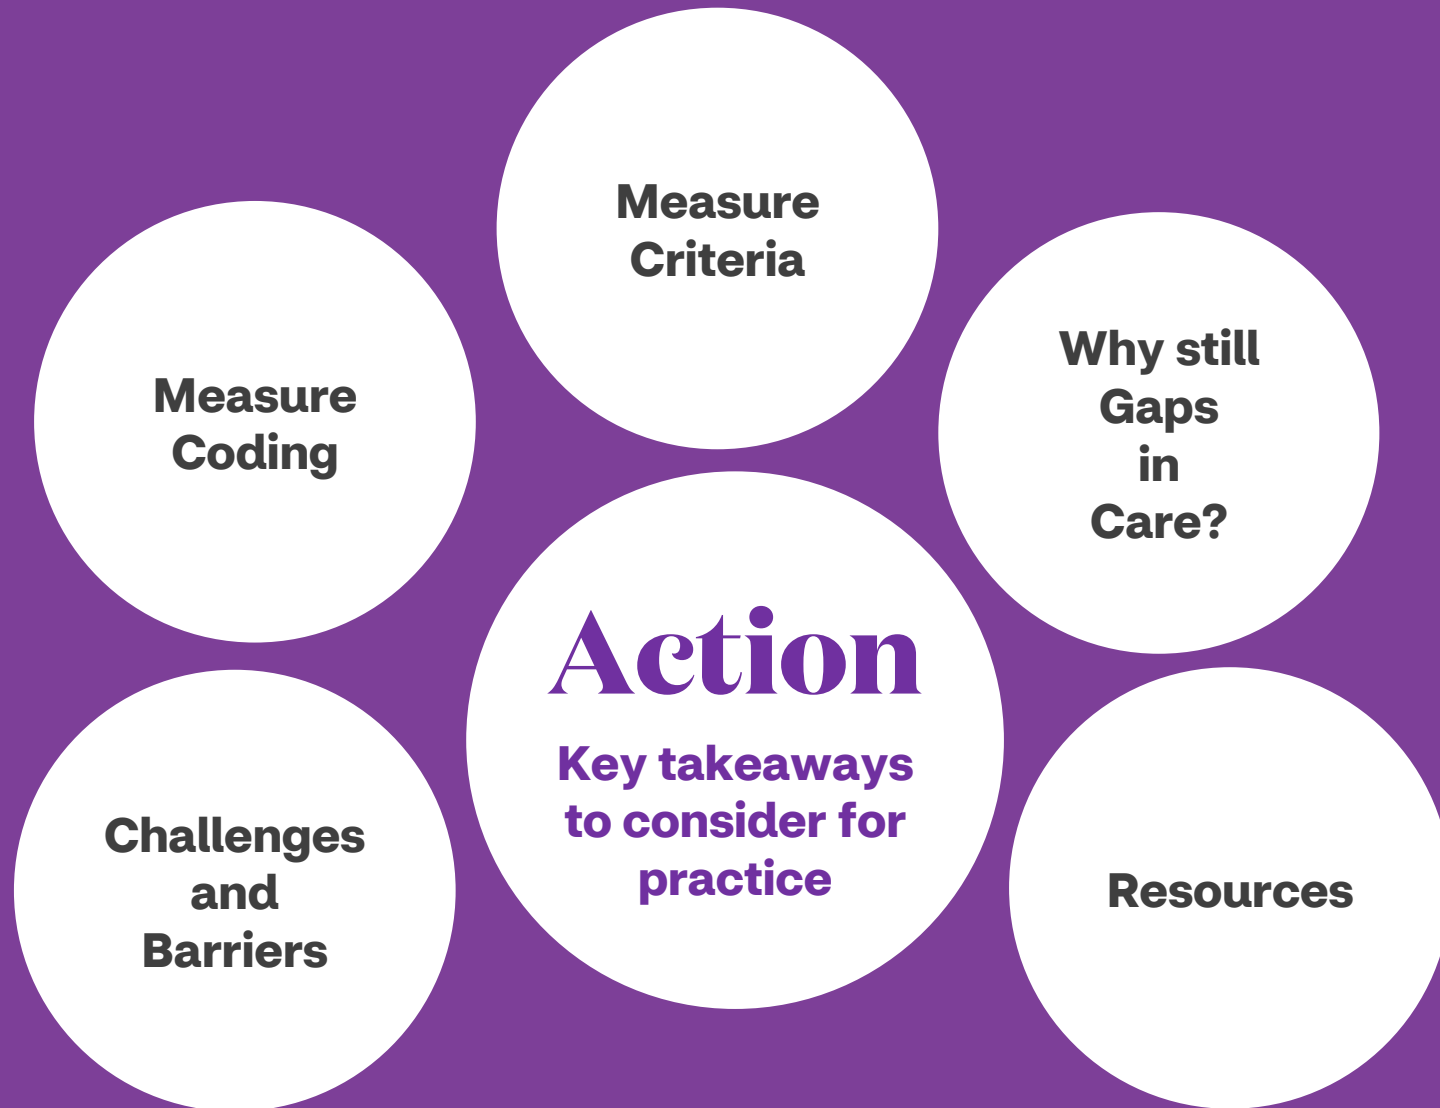 Measure
Criteria
Measure
Coding
Why still
Gaps
in
Care?
Action
Key takeaways
to consider for
practice
Challenges
and
Barriers
Resources